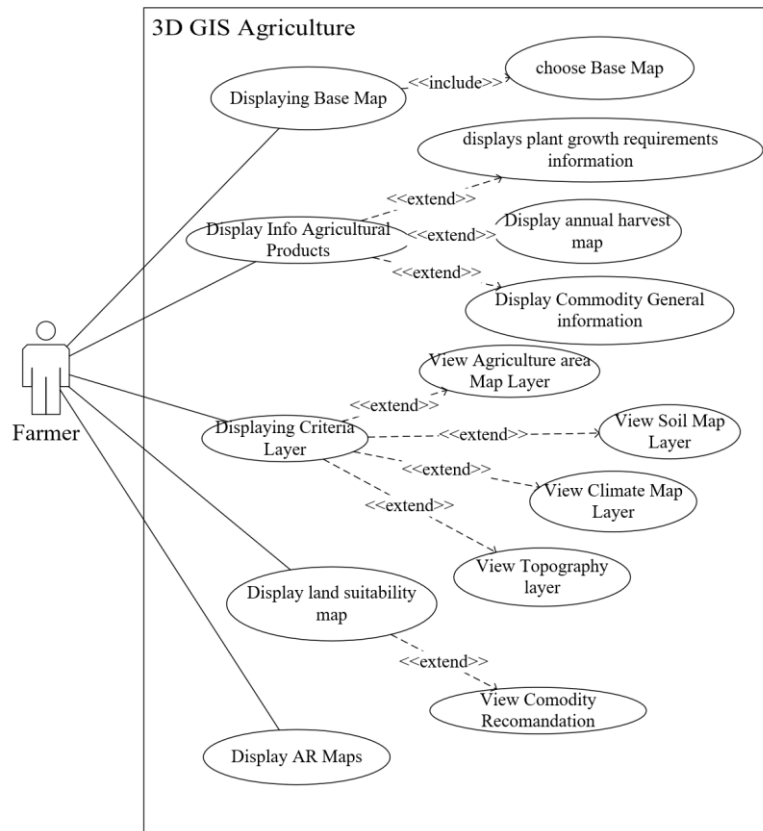 3D GIS Agriculture
Displaying Base Map
<<include>>
choose Base Map
displays plant growth requirements
information
<<extend>>
Display Info Agricultural
Products
<<extend>>
Display annual harvest
map
<<extend>>
Display Commodity General
information
Farmer
View Agriculture area
Map Layer
<<extend>>
Displaying Criteria
Layer
<<extend>>
View Soil Map
Layer
<<extend>>
View Climate Map
Layer
<<extend>>
View Topography
layer
Display land suitability
map
<<extend>>
View Comodity
Recomandation
Display AR Maps